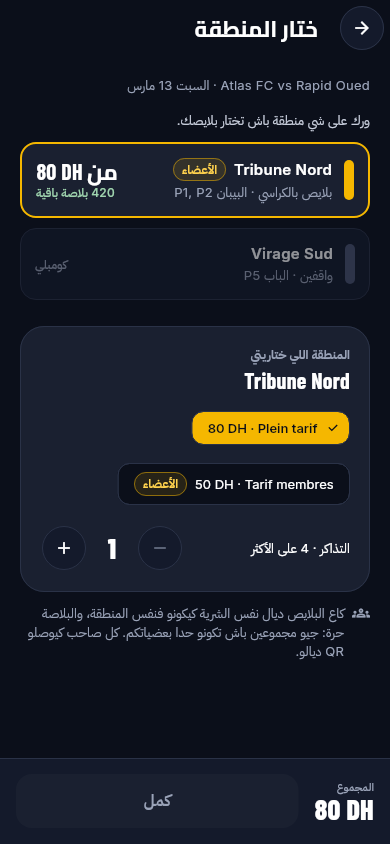 ختار المنطقة
Atlas FC vs Rapid Oued · السبت 13 مارس
ورك على شي منطقة باش تختار بلايصك.
Tribune Nord الأعضاء
من 80 DH
بلايص بالكراسي · البيبان P1, P2
420 بلاصة باقية
Virage Sud
واقفين · الباب P5
كومبلي
المنطقة اللي ختاريتي
Tribune Nord
80 DH · Plein tarif
50 DH · Tarif membres الأعضاء
التذاكر · 4 على الأكثر
1
كاع البلايص ديال نفس الشرية كيكونو فنفس المنطقة، والبلاصة
حرة: جيو مجموعين باش تكونو حدا بعضياتكم. كل صاحب كيوصلو
QR ديالو.
المجموع
80 DH
كمل